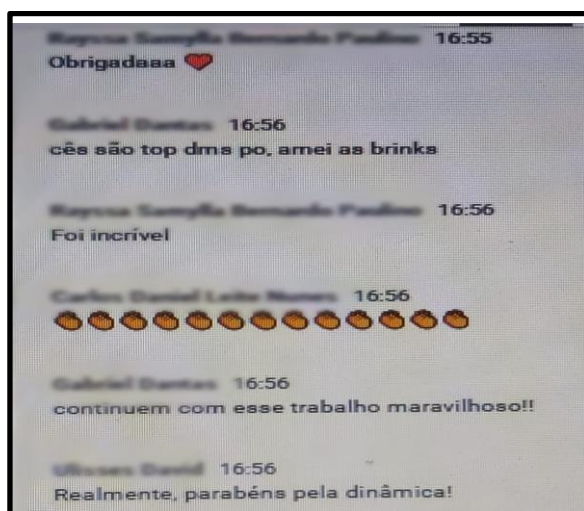 16:55
Obrigadaaa ❤️
16:56
cês são top dms po, amei as brinks
16:56
Foi incrível
16:56
👏👏👏👏👏👏👏👏👏👏👏👏👏
16:56
continuem com esse trabalho maravilhoso!!
16:56
Realmente, parabéns pela dinâmica!